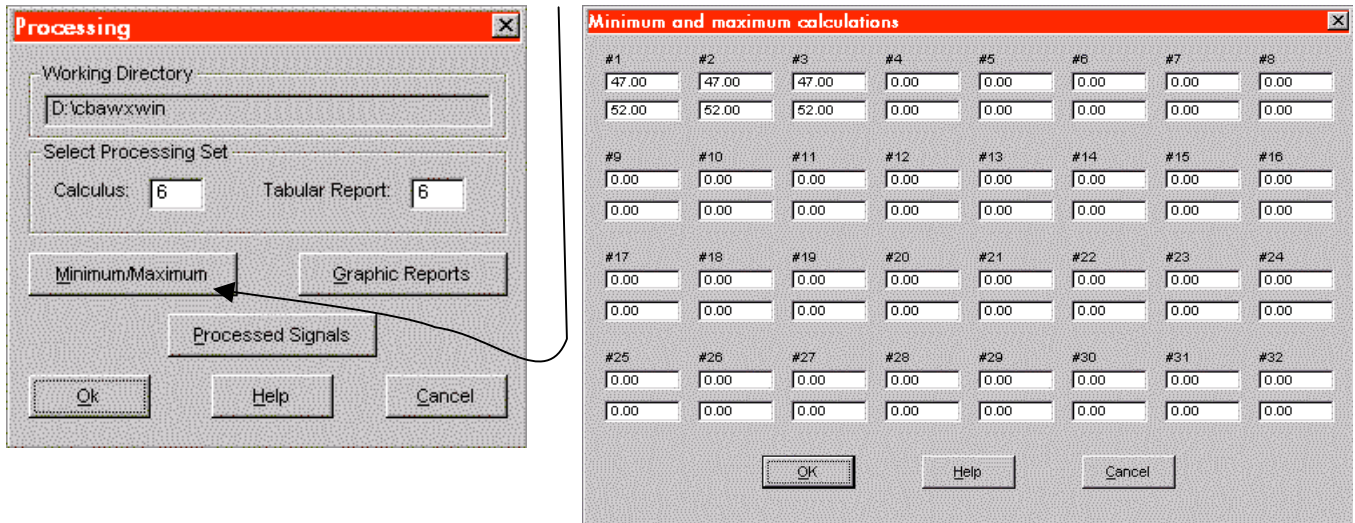 Processing
Working Directory
D:\cbawxwin
Select Processing Set
Calculus: 6 Tabular Report: 6
Minimum/Maximum Graphic Reports
Processed Signals
Ok Help Cancel
Minimum and maximum calculations
#1 #2 #3 #4 #5 #6 #7 #8
47.00 47.00 47.00 0.00 0.00 0.00 0.00 0.00
52.00 52.00 52.00 0.00 0.00 0.00 0.00 0.00
#9 #10 #11 #12 #13 #14 #15 #16
0.00 0.00 0.00 0.00 0.00 0.00 0.00 0.00
0.00 0.00 0.00 0.00 0.00 0.00 0.00 0.00
#17 #18 #19 #20 #21 #22 #23 #24
0.00 0.00 0.00 0.00 0.00 0.00 0.00 0.00
0.00 0.00 0.00 0.00 0.00 0.00 0.00 0.00
#25 #26 #27 #28 #29 #30 #31 #32
0.00 0.00 0.00 0.00 0.00 0.00 0.00 0.00
0.00 0.00 0.00 0.00 0.00 0.00 0.00 0.00
OK Help Cancel